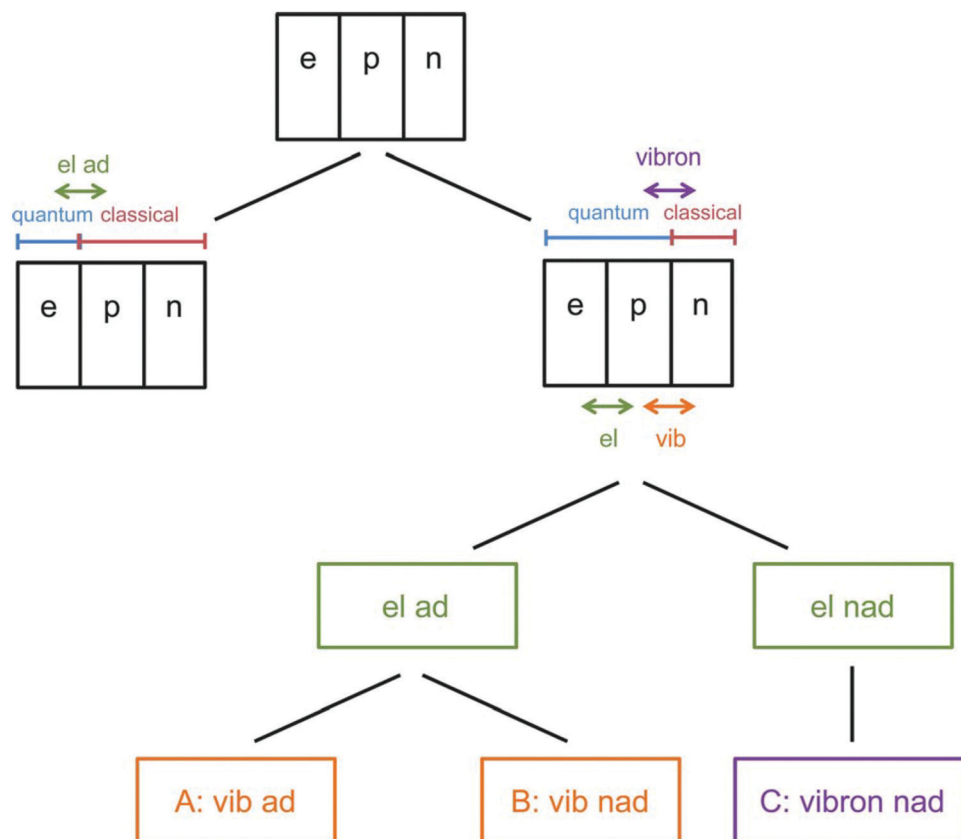 e p n
el ad
quantum classical
e p n
vibron
quantum classical
e p n
el vib
el ad
el nad
A: vib ad
B: vib nad
C: vibron nad